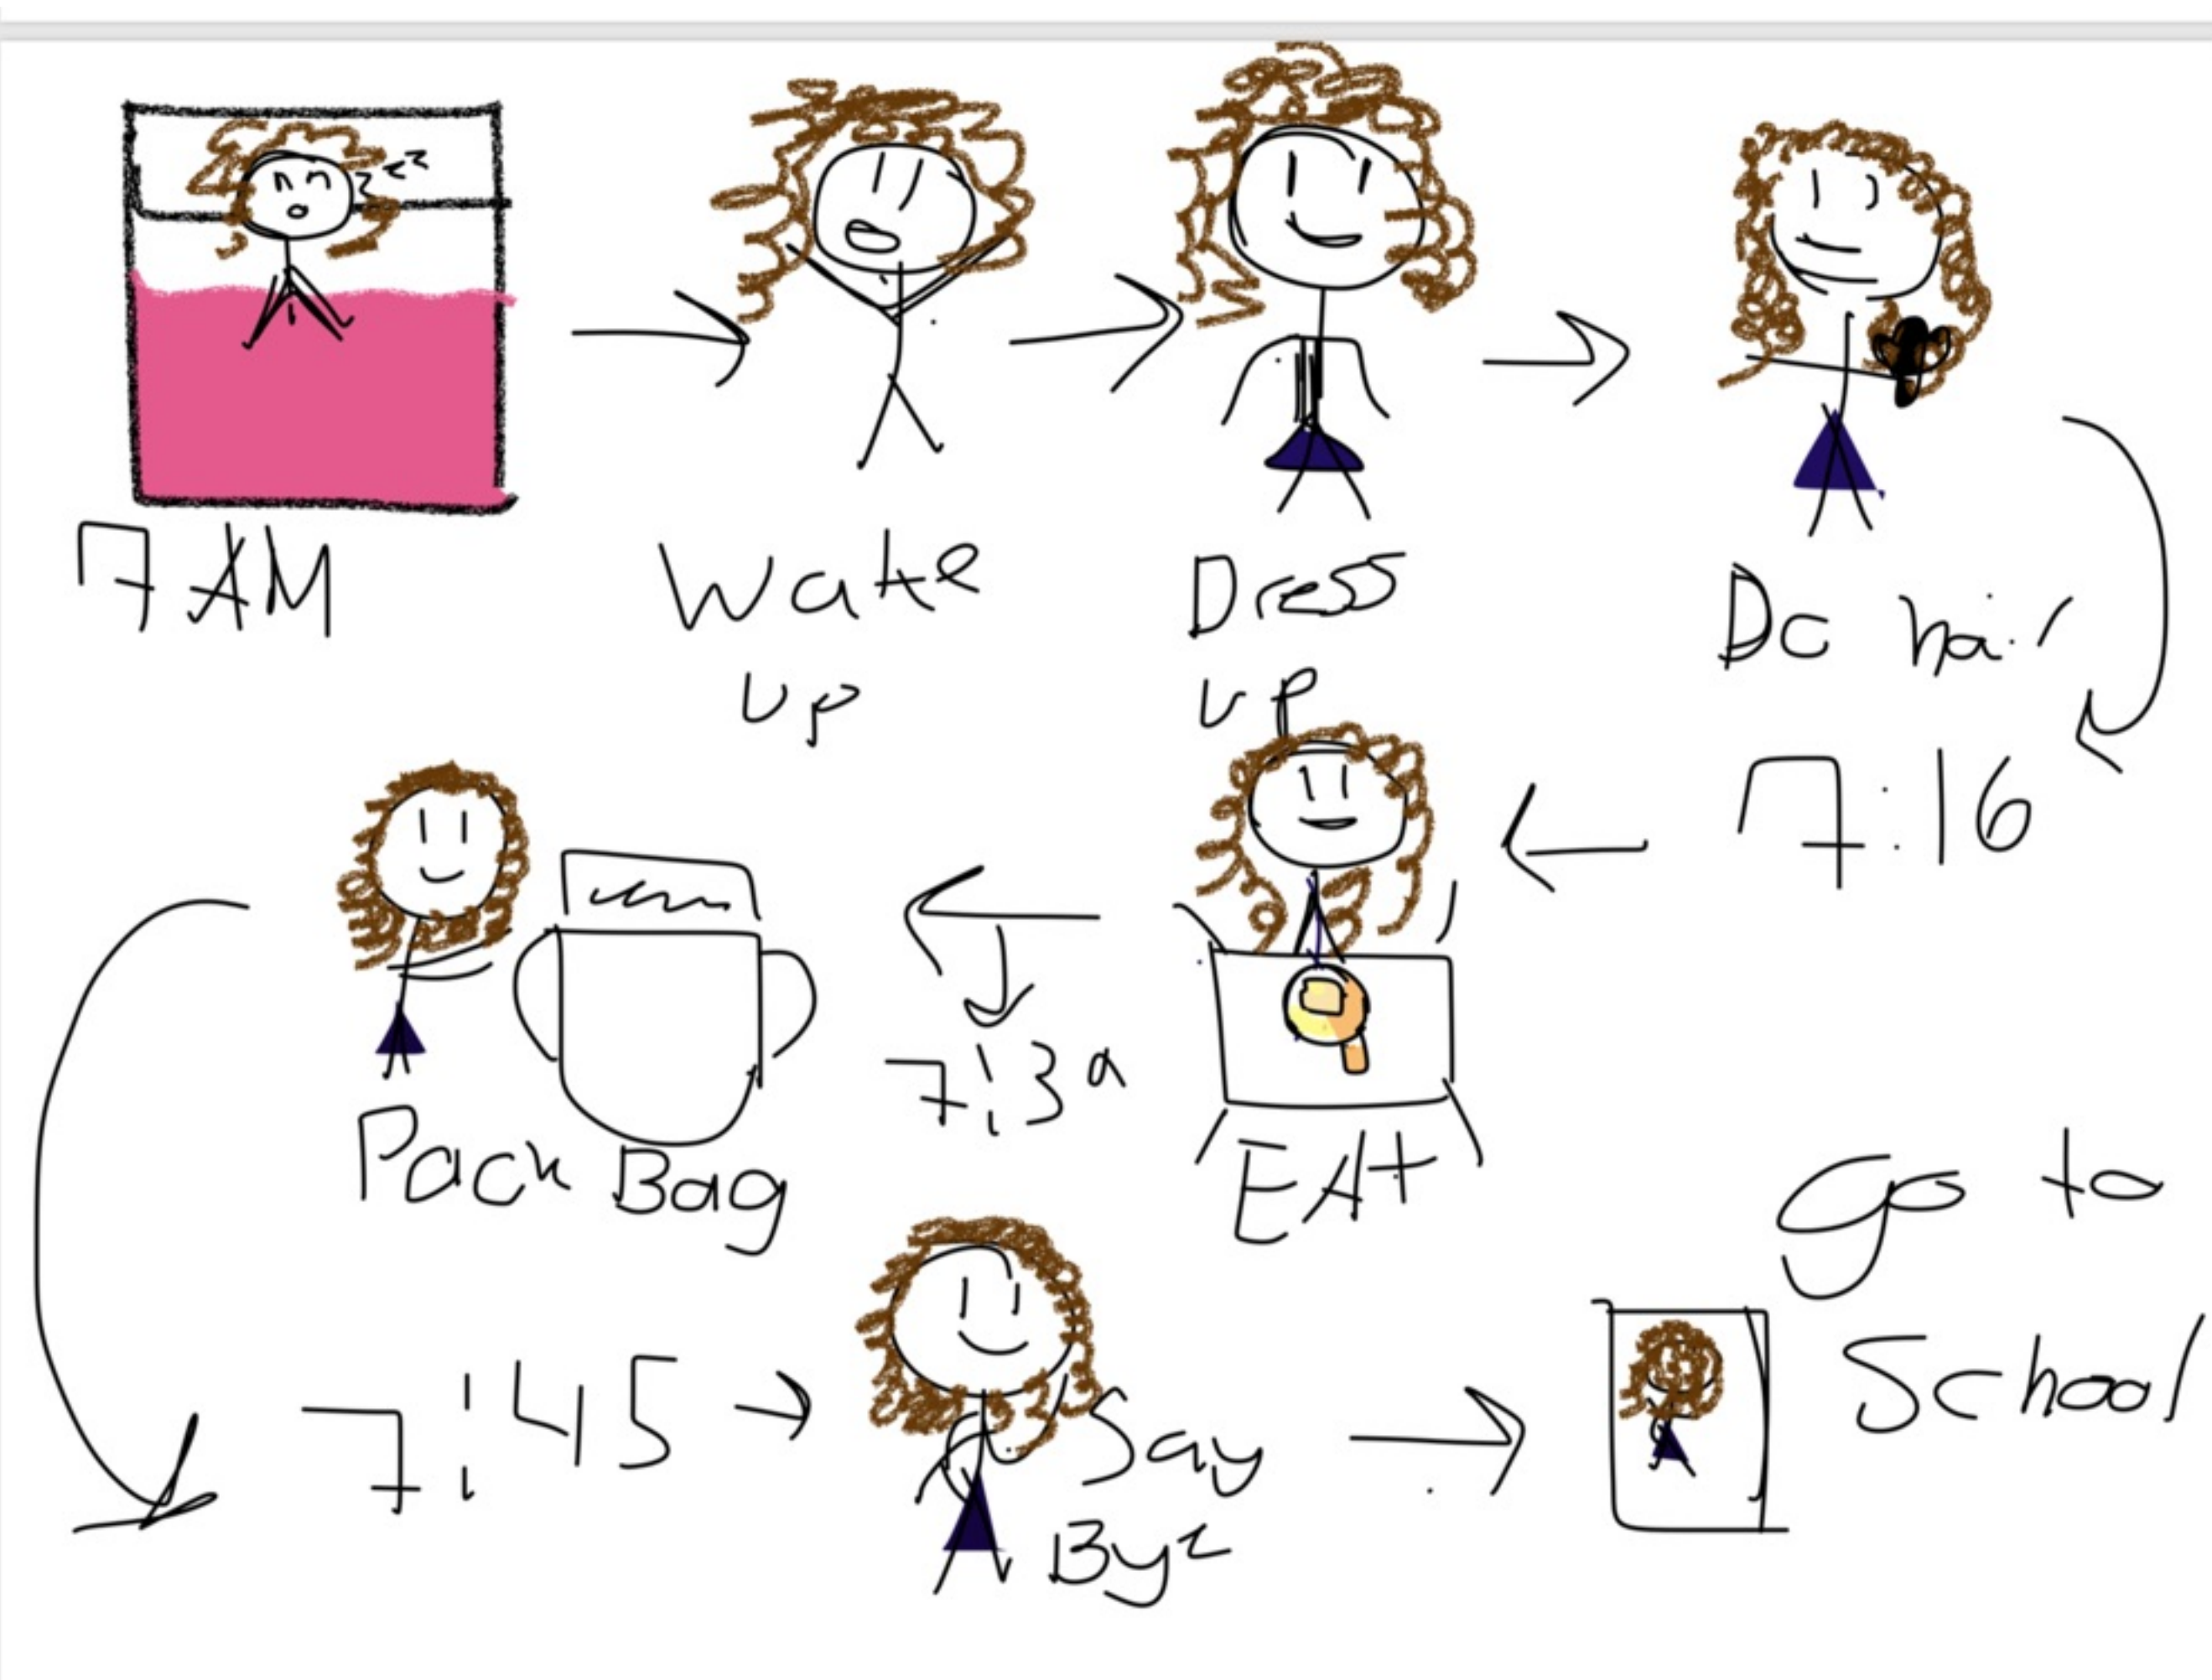 zzz
7 AM
Wake
up
Dress
up
Do hair
7:16
EAt
7:30
Pack Bag
7:45
Say
Bye
Go to
School